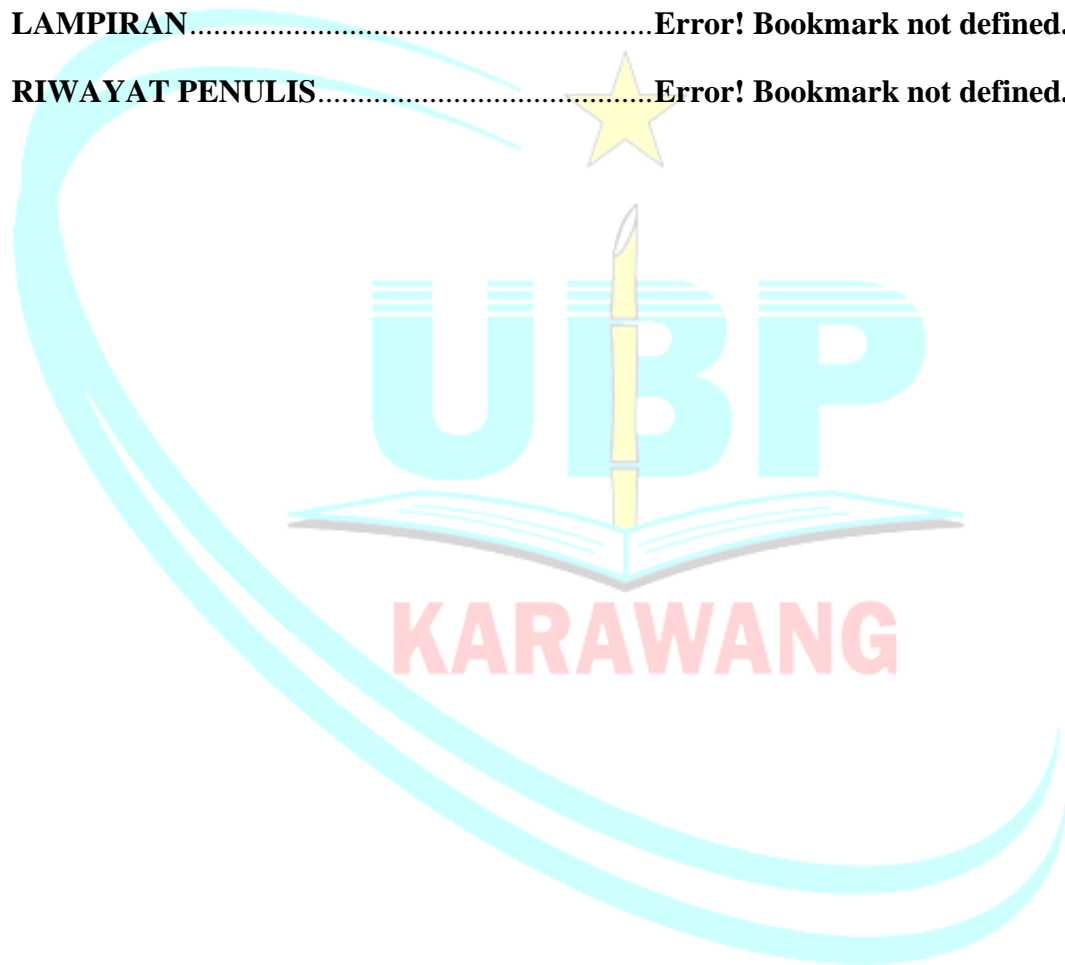 LAMPIRAN..........................................................Error! Bookmark not defined.
RIWAYAT PENULIS..........................................Error! Bookmark not defined.
UBP
KARAWANG